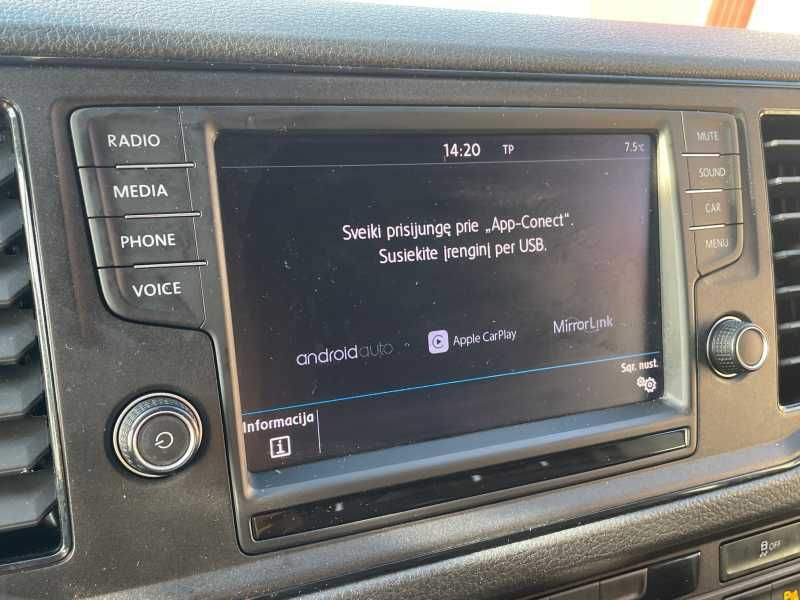 RADIO
MEDIA
PHONE
VOICE
14:20 TP 7.5°C
Sveiki prisijungę prie „App-Conect“.
Susiekite įrenginį per USB.
androidauto Apple CarPlay MirrorLink
Informacija
i
Sąr. nust.
MUTE
SOUND
CAR
MENU
OFF